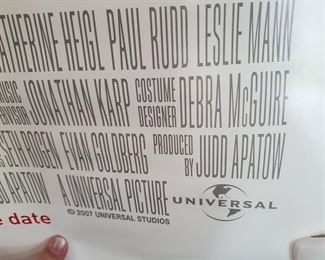 ATHERINE HEIGL PAUL RUDD LESLIE MANN
MUSIC JONATHAN KARP COSTUME DESIGNER DEBRA McGUIRE
SETH ROGEN EVAN GOLDBERG PRODUCED BY JUDD APATOW
APATOW A UNIVERSAL PICTURE
© 2007 UNIVERSAL STUDIOS
UNIVERSAL
e date